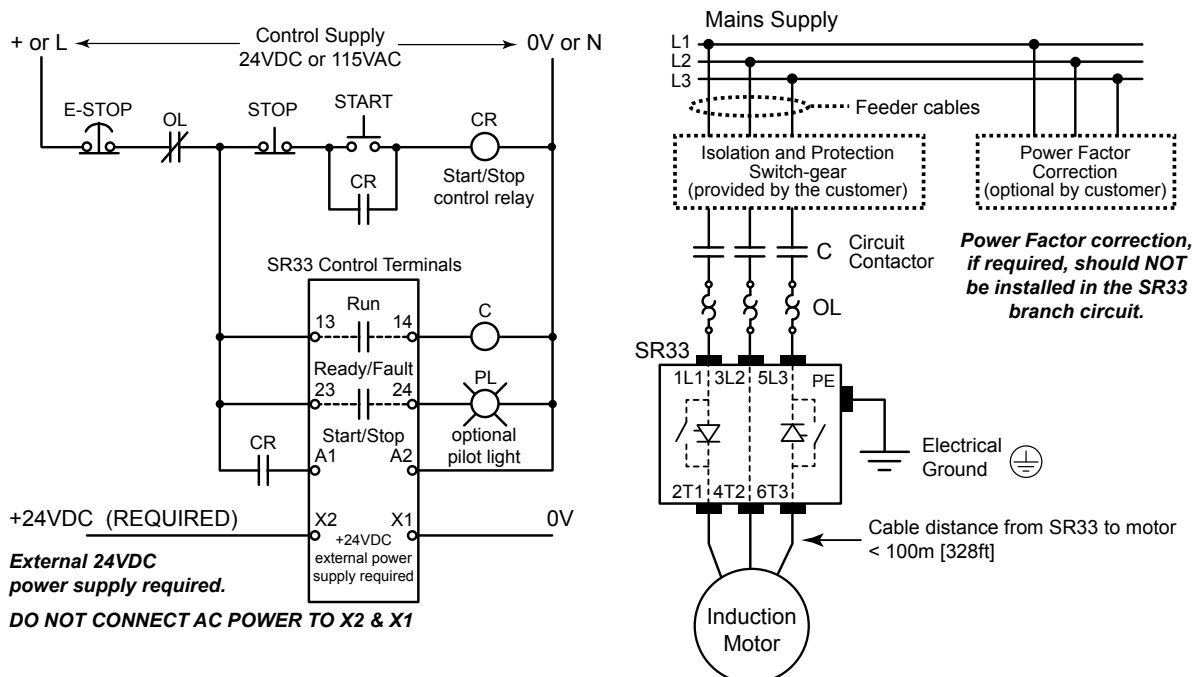 + or L
Control Supply
24VDC or 115VAC
0V or N
E-STOP
OL
STOP
START
CR
CR
Start/Stop
control relay
SR33 Control Terminals
Run
13
14
C
Ready/Fault
23
24
PL
optional
pilot light
CR
Start/Stop
A1
A2
+24VDC (REQUIRED)
X2
X1
0V
+24VDC
external power
supply required
External 24VDC
power supply required.
DO NOT CONNECT AC POWER TO X2 & X1
Mains Supply
L1
L2
L3
Feeder cables
Isolation and Protection
Switch-gear
(provided by the customer)
Power Factor
Correction
(optional by customer)
C
Circuit
Contactor
Power Factor correction,
if required, should NOT
be installed in the SR33
branch circuit.
OL
SR33
1L1 3L2 5L3
PE
Electrical
Ground
2T1 4T2 6T3
Cable distance from SR33 to motor
< 100m [328ft]
Induction
Motor